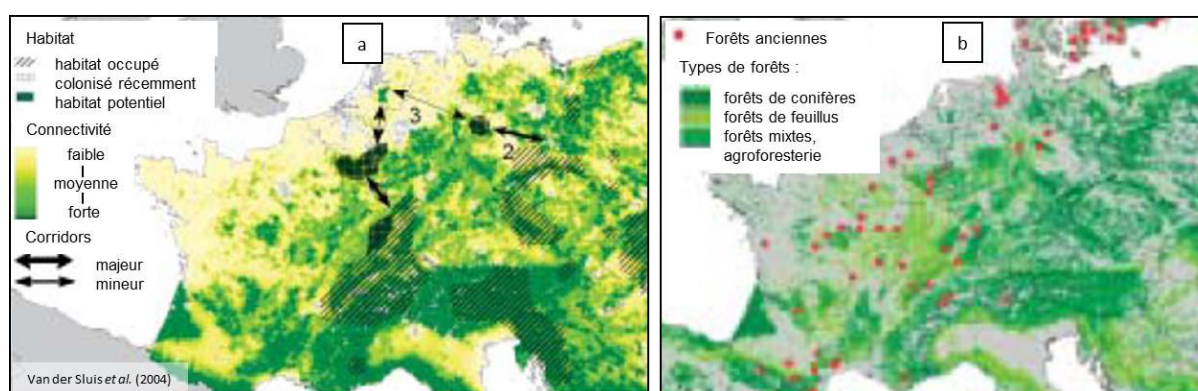 Habitat
habitat occupé
colonisé récemment
habitat potentiel
Connectivité
faible
moyenne
forte
Corridors
majeur
mineur
Van der Sluis et al. (2004)
a
3
2
b
Forêts anciennes
Types de forêts :
forêts de conifères
forêts de feuillus
forêts mixtes,
agroforesterie